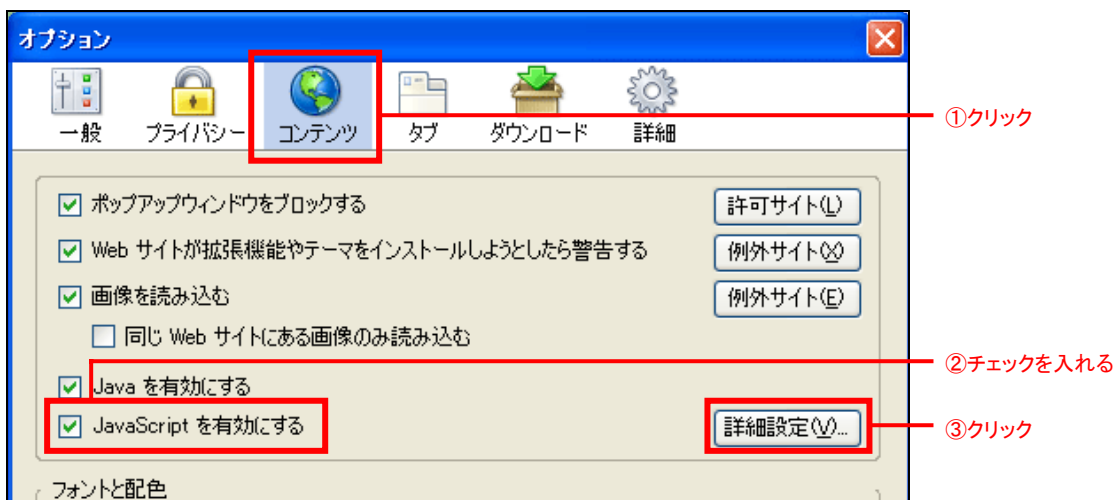 オプション
一般 プライバシー コンテンツ タブ ダウンロード 詳細
①クリック
ポップアップウィンドウをブロックする 許可サイト(L)
Web サイトが拡張機能やテーマをインストールしようとしたら警告する 例外サイト(X)
画像を読み込む 例外サイト(E)
同じ Web サイトにある画像のみ読み込む
②チェックを入れる
Java を有効にする
JavaScript を有効にする 詳細設定(V)... ③クリック
フォントと配色